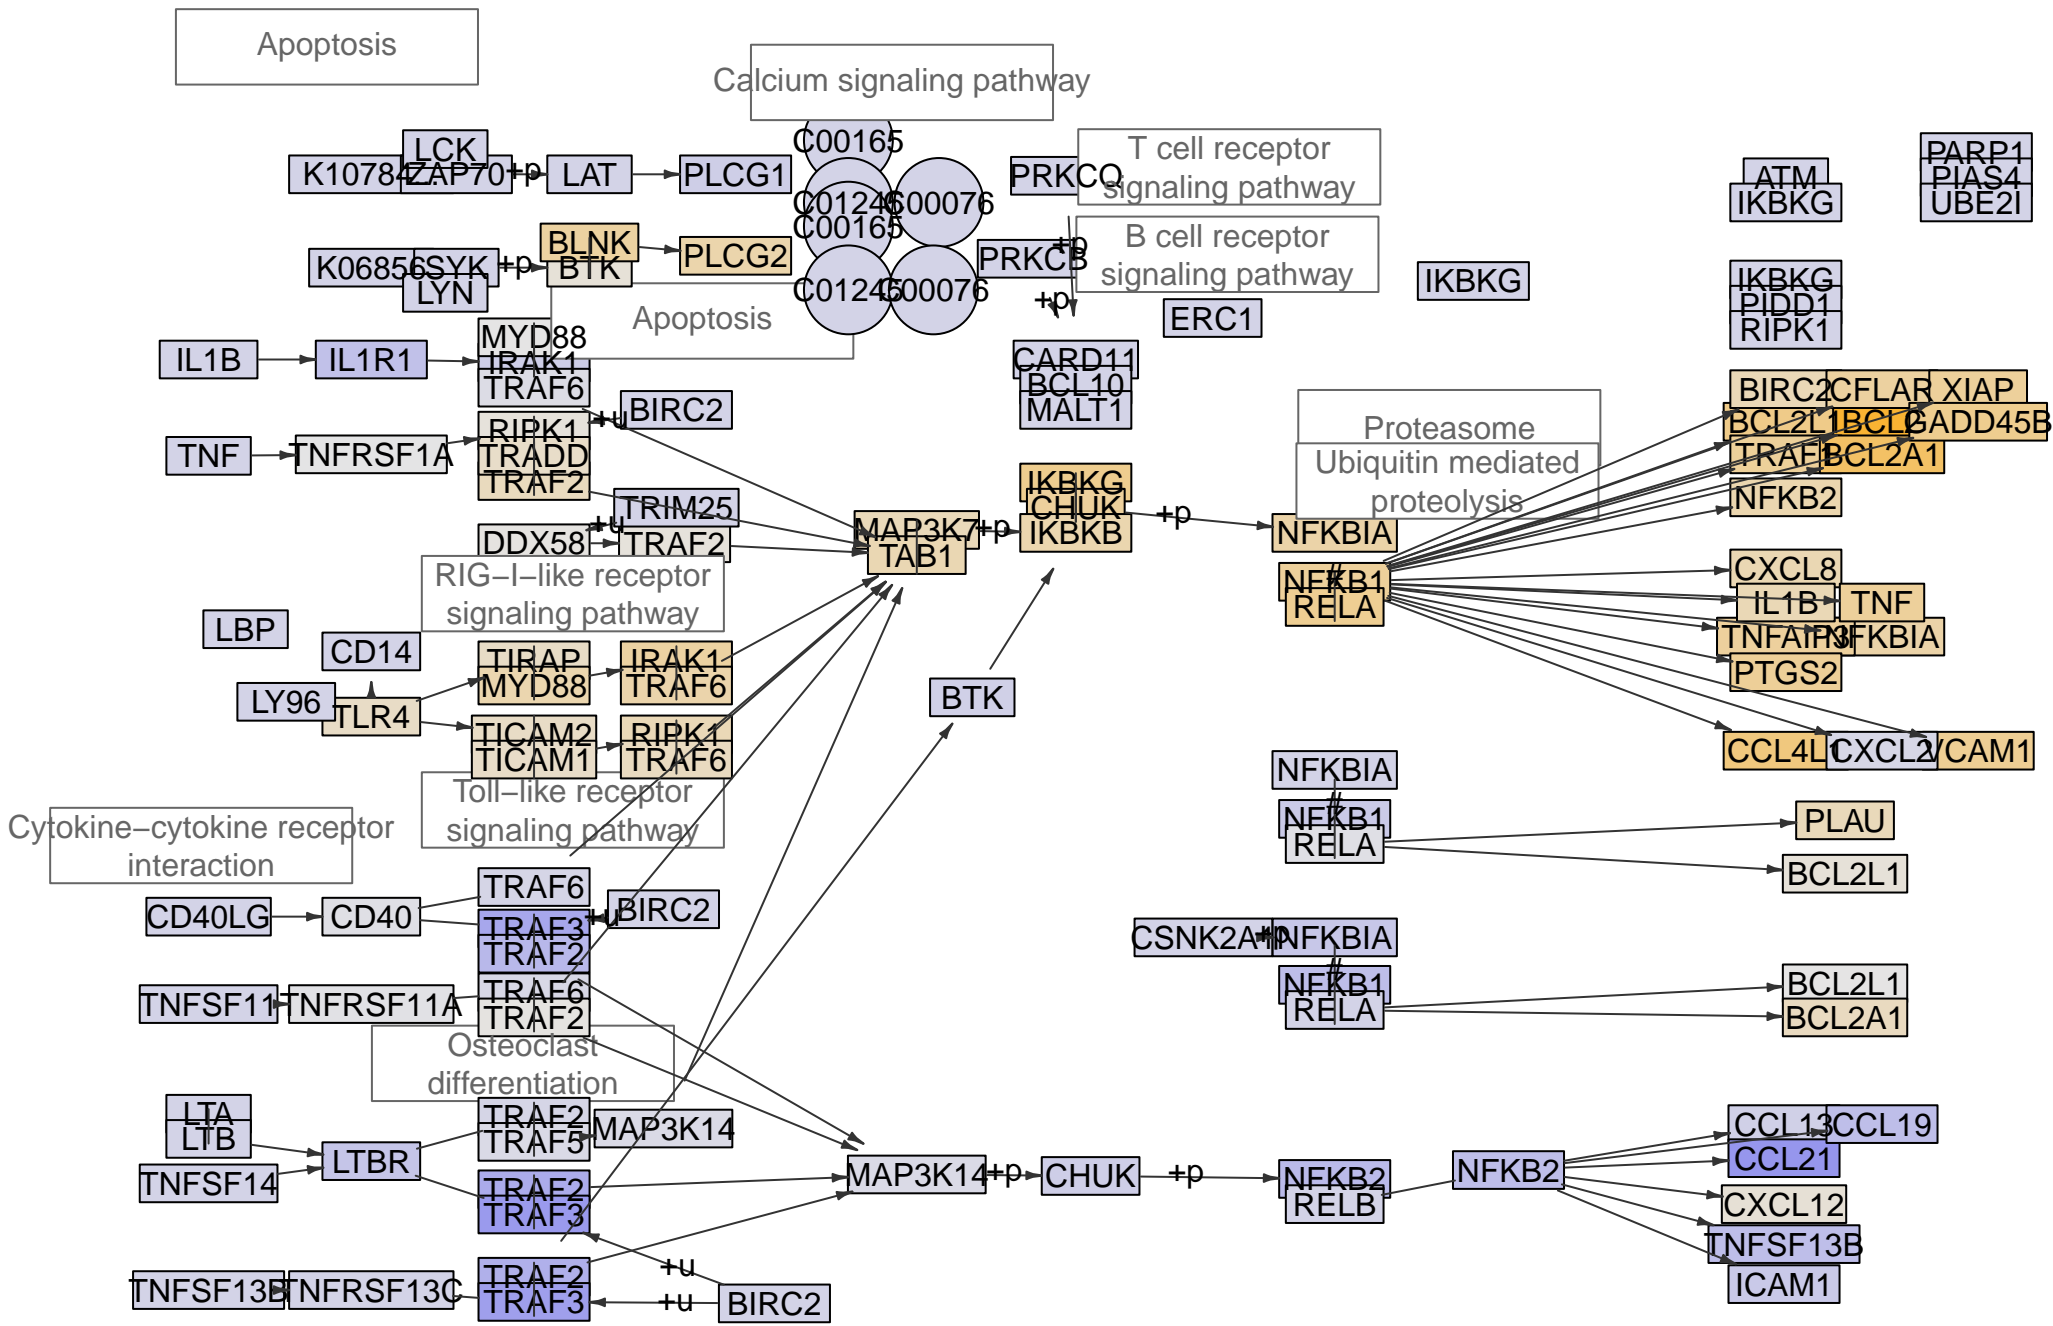 Apoptosis
Calcium signaling pathway
T cell receptor
signaling pathway
B cell receptor
signaling pathway
LCK
K10784
ZAP70
+p
LAT
PLCG1
C00165
C01246
C00076
C00165
C01245
C00076
PRKCQ
PRKCB
+p
+p
ATM
IKBKG
PARP1
PIAS4
UBE2I
K06856
SYK
LYN
+p
BLNK
BTK
PLCG2
Apoptosis
ERC1
IKBKG
IKBKG
PIDD1
RIPK1
IL1B
IL1R1
MYD88
IRAK1
TRAF6
CARD11
BCL10
MALT1
TNF
TNFRSF1A
RIPK1
TRADD
TRAF2
+u
BIRC2
Proteasome
Ubiquitin mediated
proteolysis
BIRC2
CFLAR
XIAP
BCL2L1
BCL2
GADD45B
TRAF1
BCL2A1
NFKB2
TRIM25
+u
DDX58
TRAF2
RIG−I−like receptor
signaling pathway
MAP3K7
TAB1
+p
IKBKG
CHUK
IKBKB
+p
NFKBIA
NFKB1
RELA
CXCL8
IL1B
TNF
TNFAIP3
NFKBIA
PTGS2
CCL4L1
CXCL2
VCAM1
LBP
CD14
LY96
TLR4
TIRAP
MYD88
IRAK1
TRAF6
TICAM2
TICAM1
RIPK1
TRAF6
Toll−like receptor
signaling pathway
BTK
Cytokine−cytokine receptor
interaction
NFKBIA
NFKB1
RELA
PLAU
BCL2L1
CD40LG
CD40
TRAF6
TRAF3
TRAF2
+u
BIRC2
+p
NFKBIA
NFKB1
RELA
BCL2L1
BCL2A1
TNFSF11
TNFRSF11A
TRAF6
TRAF2
Osteoclast
differentiation
LTA
LTB
TNFSF14
LTBR
TRAF2
TRAF5
MAP3K14
TRAF2
TRAF3
MAP3K14
+p
CHUK
+p
NFKB2
RELB
NFKB2
CCL13
CCL19
CCL21
CXCL12
TNFSF13B
ICAM1
TNFSF13B
TNFRSF13C
TRAF2
TRAF3
+u
+u
BIRC2